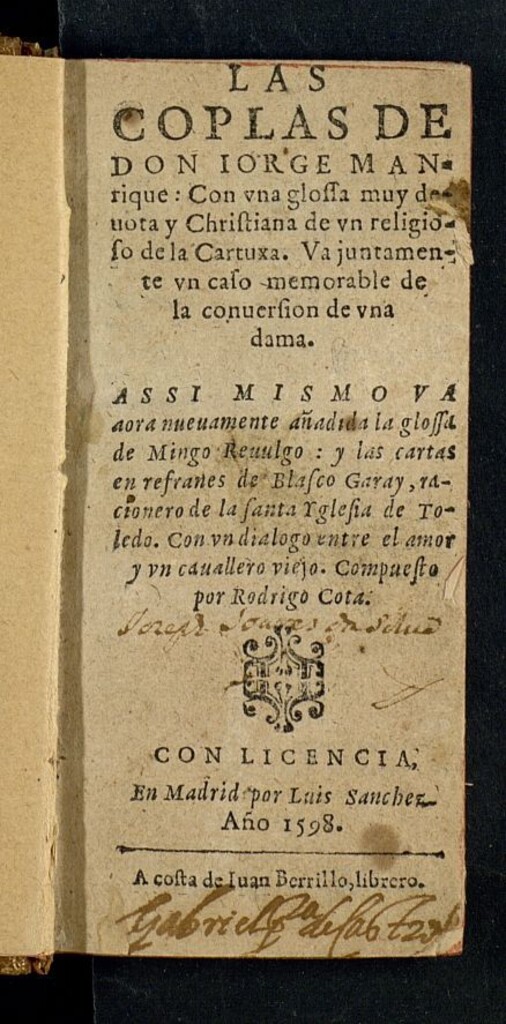 LAS
COPLAS DE
DON IORGE MAN-
rique: Con vna gloſſa muy de-
uota y Chriſtiana de vn religio-
ſo de la Cartuxa. Va juntamen-
te vn caſo memorable de
la conuerſion de vna
dama.
ASSI MISMO VA
aora nueuamente añadida la gloſſa
de Mingo Reuulgo: y las cartas
en refranes de Blaſco Garay, ra-
cionero de la ſanta Ygleſia de To-
ledo. Con vn dialogo entre el amor
y vn cauallero viejo. Compueſto
por Rodrigo Cota.
Joseph
CON LICENCIA,
En Madrid por Luis Sanchez
Año 1598.
A coſta de Iuan Berrillo, librero.
Gabriel de